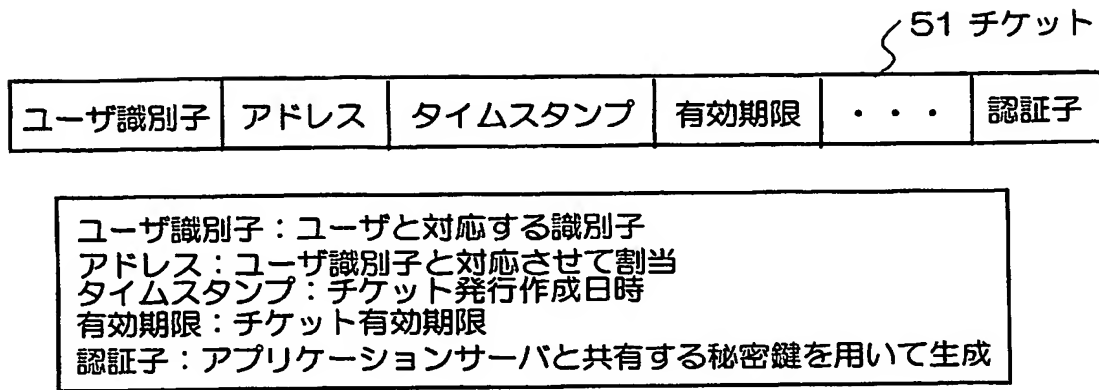 51 チケット
ユーザ識別子 アドレス タイムスタンプ 有効期限 ・・・ 認証子
ユーザ識別子：ユーザと対応する識別子
アドレス：ユーザ識別子と対応させて割当
タイムスタンプ：チケット発行作成日時
有効期限：チケット有効期限
認証子：アプリケーションサーバと共有する秘密鍵を用いて生成